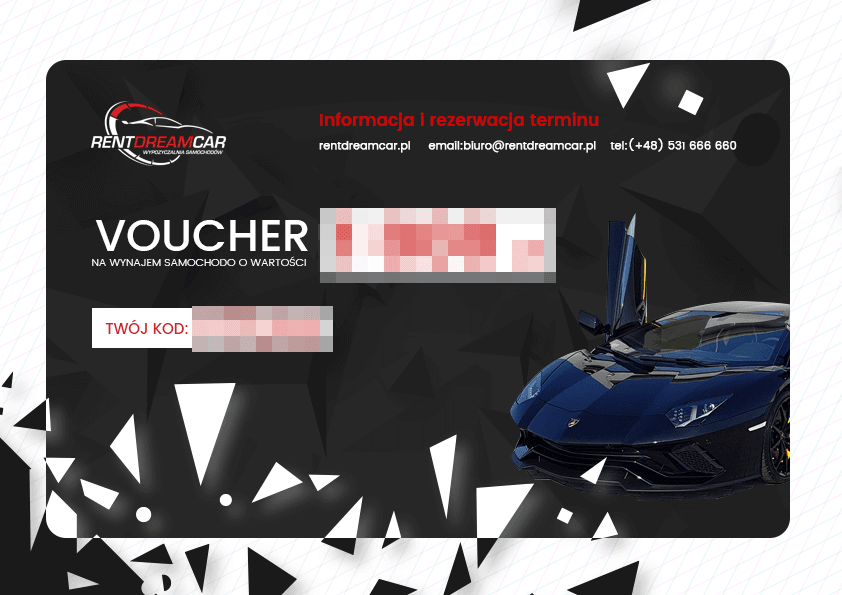 RENTDREAMCAR
WYPOŻYCZALNIA SAMOCHODÓW
Informacja i rezerwacja terminu
rentdreamcar.pl email:biuro@rentdreamcar.pl tel:(+48) 531 666 660
VOUCHER
NA WYNAJEM SAMOCHODO O WARTOŚCI
TWÓJ KOD: